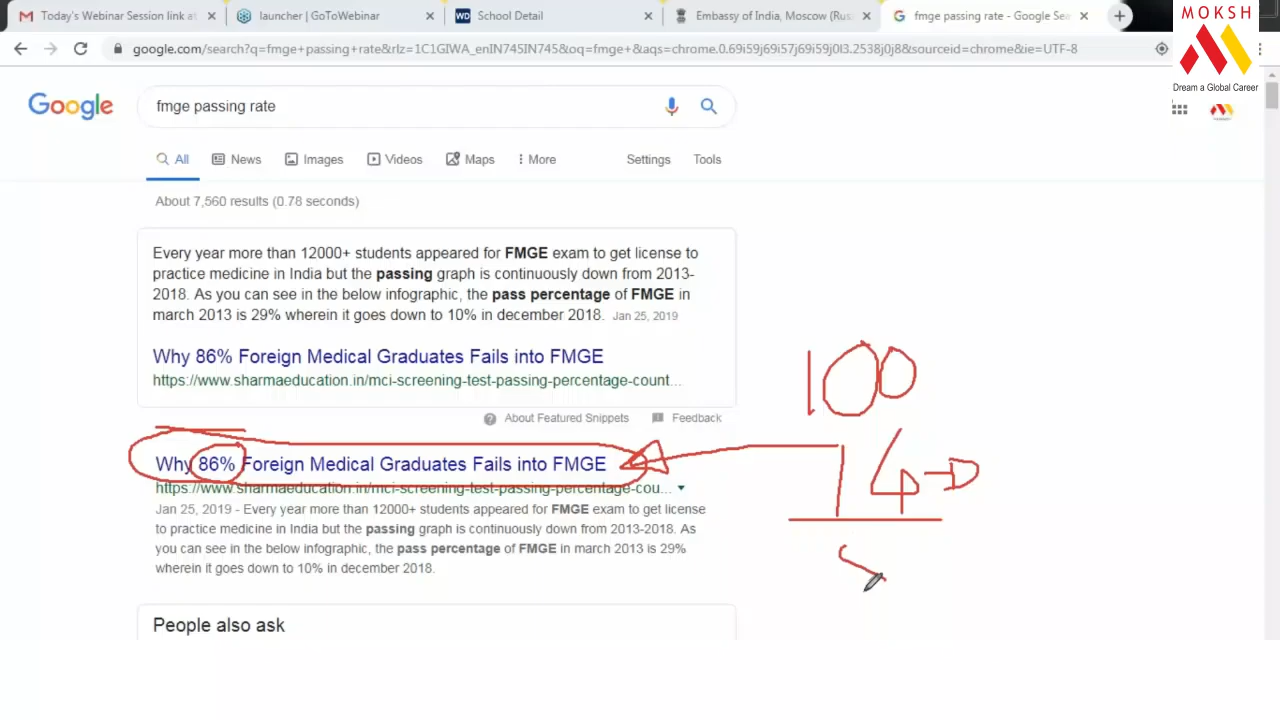 Today's Webinar Session link at
launcher | GoToWebinar
WD School Detail
Embassy of India, Moscow (Rus
fmge passing rate - Google Sea
MOKSH
Dream a Global Career
google.com/search?q=fmge+passing+rate&rlz=1C1GIWA_enIN745IN745&oq=fmge+&aqs=chrome.0.69i59j69i57j69i59j0l3.2538j0j8&sourceid=chrome&ie=UTF-8
Google
fmge passing rate
All News Images Videos Maps More Settings Tools
About 7,560 results (0.78 seconds)
Every year more than 12000+ students appeared for FMGE exam to get license to
practice medicine in India but the passing graph is continuously down from 2013-
2018. As you can see in the below infographic, the pass percentage of FMGE in
march 2013 is 29% wherein it goes down to 10% in december 2018. Jan 25, 2019
Why 86% Foreign Medical Graduates Fails into FMGE
https://www.sharmaeducation.in/mci-screening-test-passing-percentage-count...
About Featured Snippets Feedback
Why 86% Foreign Medical Graduates Fails into FMGE
https://www.sharmaeducation.in/mci-screening-test-passing-percentage-cou...
Jan 25, 2019 - Every year more than 12000+ students appeared for FMGE exam to get license
to practice medicine in India but the passing graph is continuously down from 2013-2018. As
you can see in the below infographic, the pass percentage of FMGE in march 2013 is 29%
wherein it goes down to 10% in december 2018.
People also ask
100
14-D